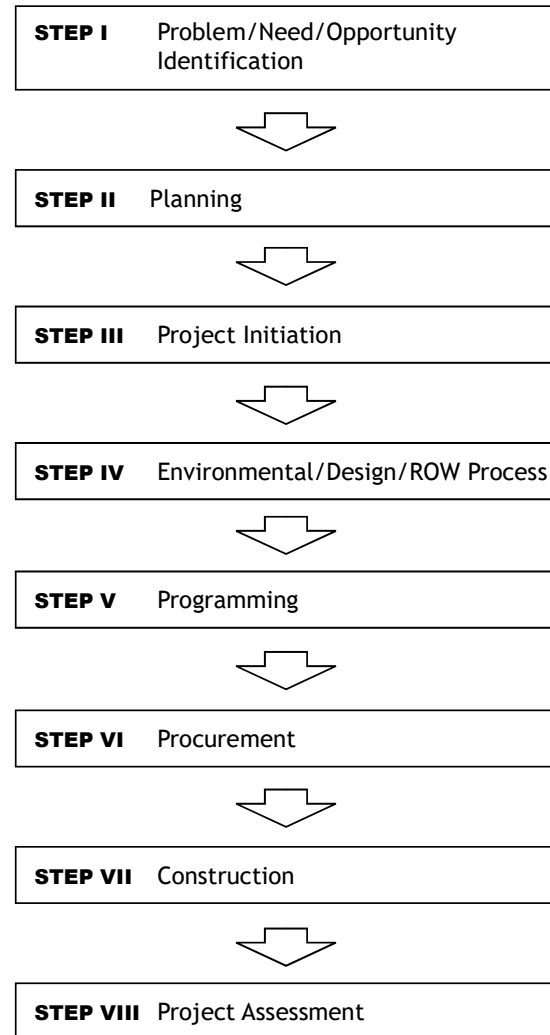 STEP I Problem/Need/Opportunity
Identification
STEP II Planning
STEP III Project Initiation
STEP IV Environmental/Design/ROW Process
STEP V Programming
STEP VI Procurement
STEP VII Construction
STEP VIII Project Assessment